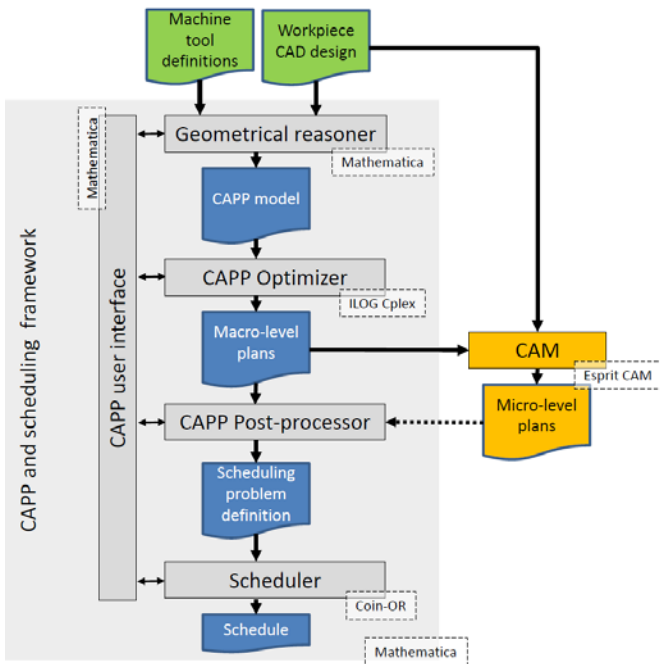 Machine
tool
definitions
Workpiece
CAD design
CAPP and scheduling framework
CAPP user interface
Mathematica
Geometrical reasoner
Mathematica
CAPP model
CAPP Optimizer
ILOG Cplex
Macro-level
plans
CAM
Esprit CAM
Micro-level
plans
CAPP Post-processor
Scheduling
problem
definition
Scheduler
Coin-OR
Schedule
Mathematica